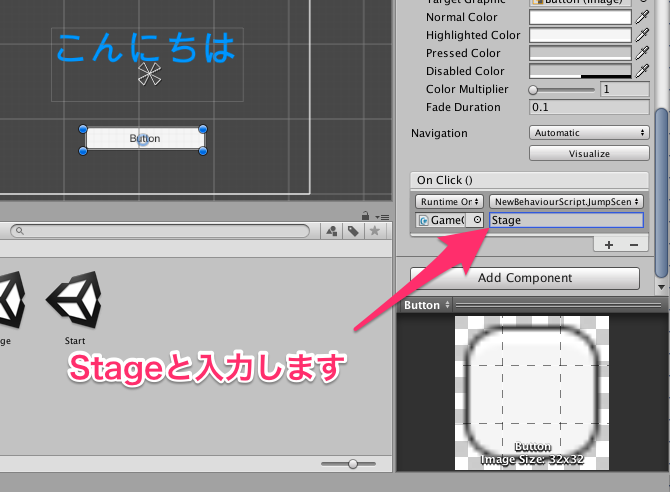 Target Graphic
Button (Image)
Normal Color
Highlighted Color
Pressed Color
Disabled Color
Color Multiplier
1
Fade Duration
0.1
Navigation
Automatic
Visualize
On Click ()
Runtime On
NewBehaviourScript.JumpScen
GameO
Stage
Add Component
こんにちは
Button
ge
Start
Stageと入力します
Button
Button
Image Size: 32x32